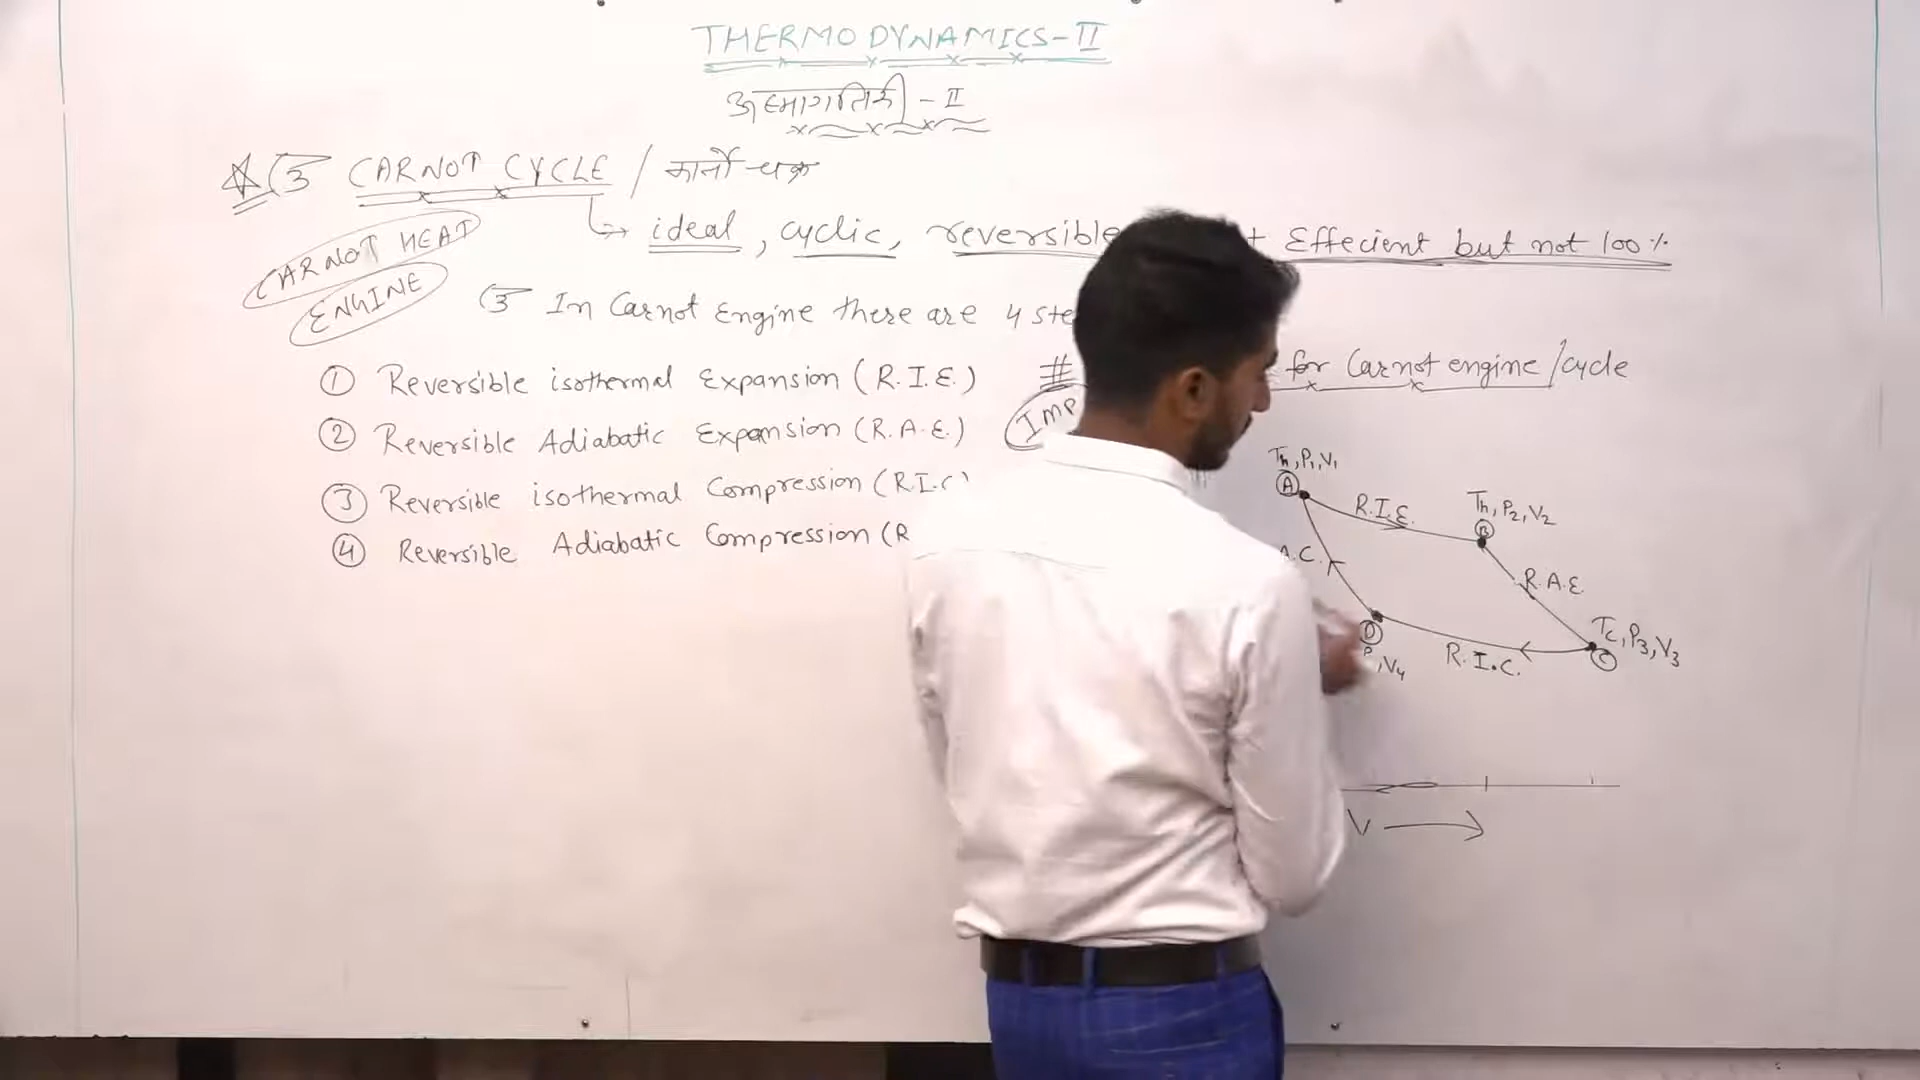 THERMODYNAMICS-II
ऊष्मागतिकी - II
CARNOT CYCLE / कार्नो चक्र
CARNOT HEAT
ENGINE
ideal, cyclic, reversible Effecient but not 100%
In Carnot Engine there are 4
① Reversible isothermal Expansion (R.I.E.)
② Reversible Adiabatic Expansion (R.A.E.)
③ Reversible isothermal Compression (R.I.C)
④ Reversible Adiabatic Compression (R
# for Carnot engine/cycle
Imp
Th, P1, V1
A
R.I.E.
Th, P2, V2
B
A.C.
R.A.E.
D
P , V4
R.I.C.
Tc, P3, V3
C
V →